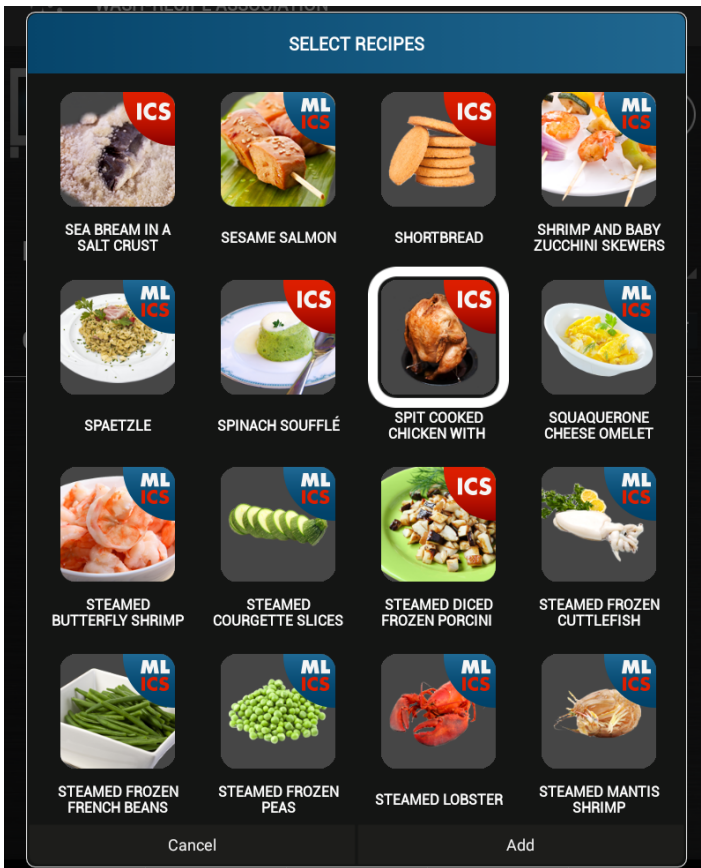 WASH-RECIPE ASSOCIATION
SELECT RECIPES
ICS
ML
ICS
ICS
ML
ICS
SEA BREAM IN A
SALT CRUST
SESAME SALMON
SHORTBREAD
SHRIMP AND BABY
ZUCCHINI SKEWERS
ML
ICS
ICS
ICS
ML
ICS
SPAETZLE
SPINACH SOUFFLÉ
SPIT COOKED
CHICKEN WITH
SQUAQUERONE
CHEESE OMELET
ML
ICS
ML
ICS
ICS
ML
ICS
STEAMED
BUTTERFLY SHRIMP
STEAMED
COURGETTE SLICES
STEAMED DICED
FROZEN PORCINI
STEAMED FROZEN
CUTTLEFISH
ML
ICS
ML
ICS
ML
ICS
ML
ICS
STEAMED FROZEN
FRENCH BEANS
STEAMED FROZEN
PEAS
STEAMED LOBSTER
STEAMED MANTIS
SHRIMP
Cancel
Add